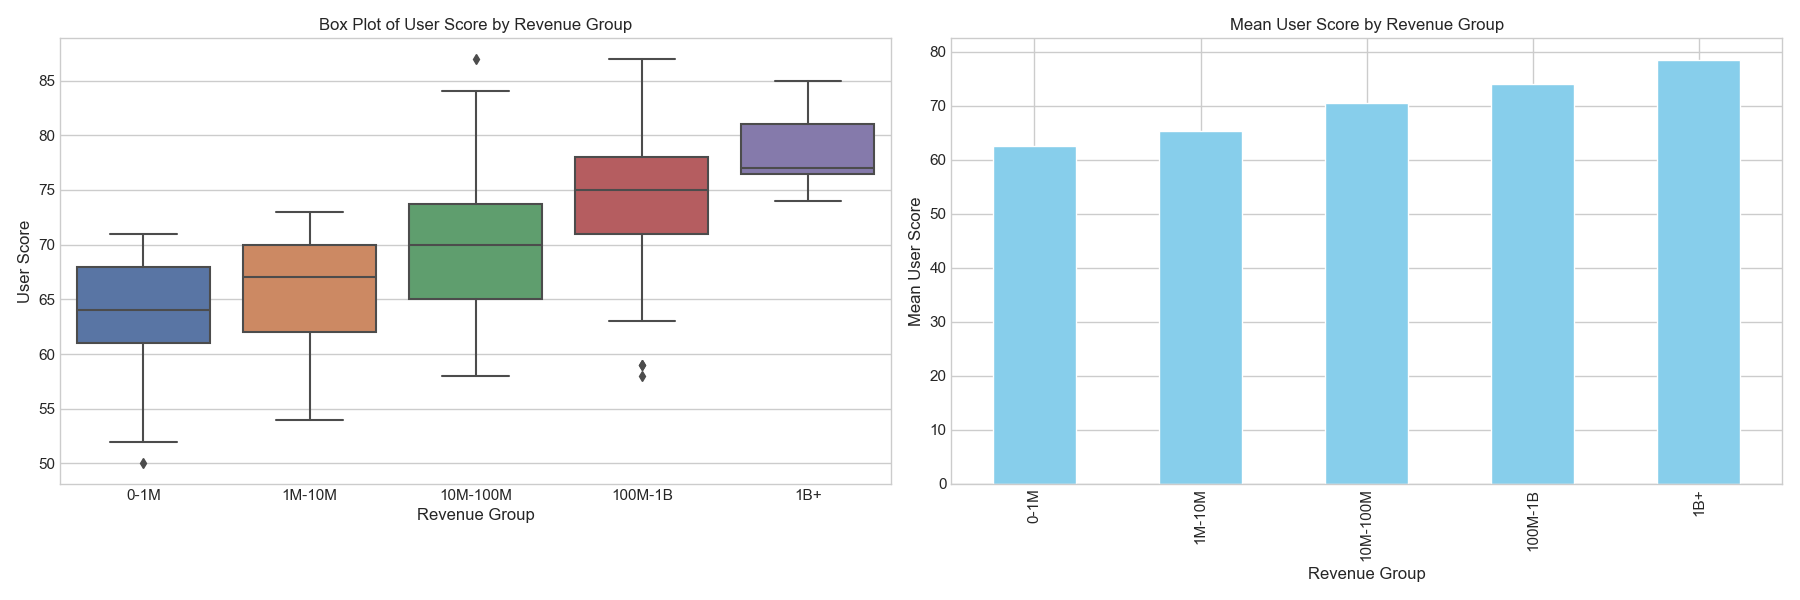 Box Plot of User Score by Revenue Group
User Score
85
80
75
70
65
60
55
50
0-1M 1M-10M 10M-100M 100M-1B 1B+
Revenue Group
Mean User Score by Revenue Group
Mean User Score
80
70
60
50
40
30
20
10
0
0-1M 1M-10M 10M-100M 100M-1B 1B+
Revenue Group